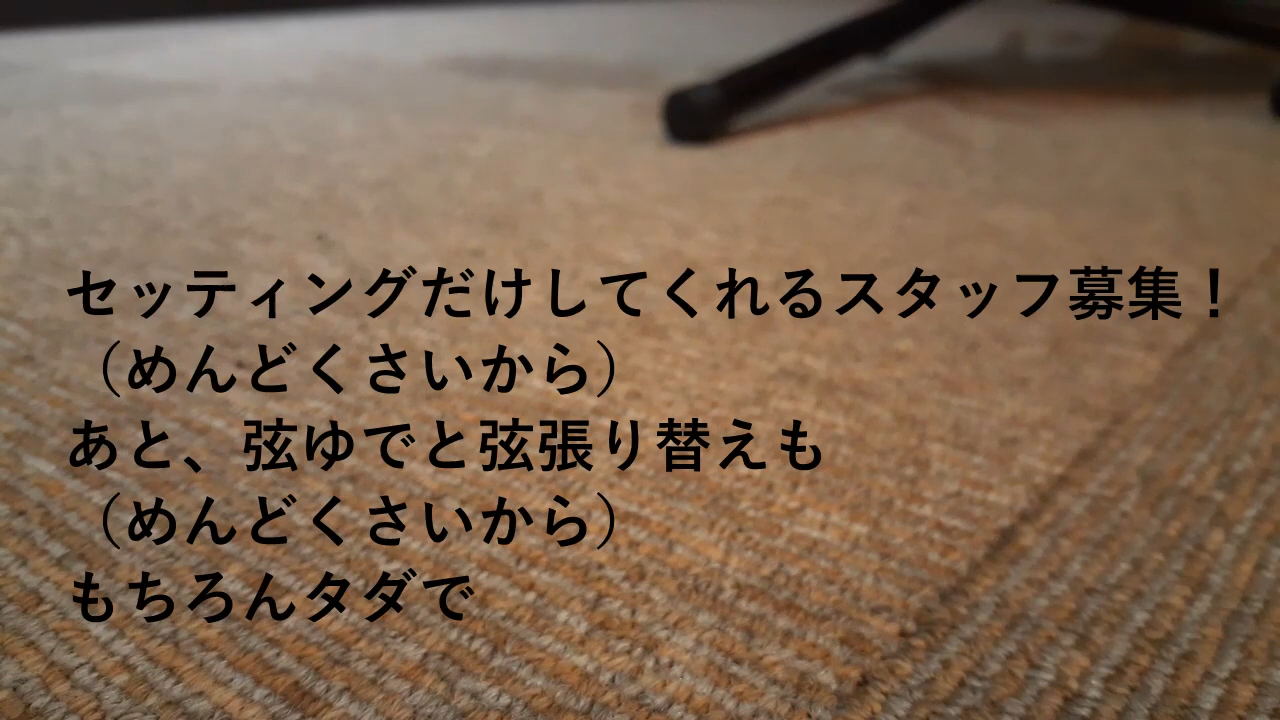 セッティングだけしてくれるスタッフ募集！
（めんどくさいから）
あと、弦ゆでと弦張り替えも
（めんどくさいから）
もちろんタダで